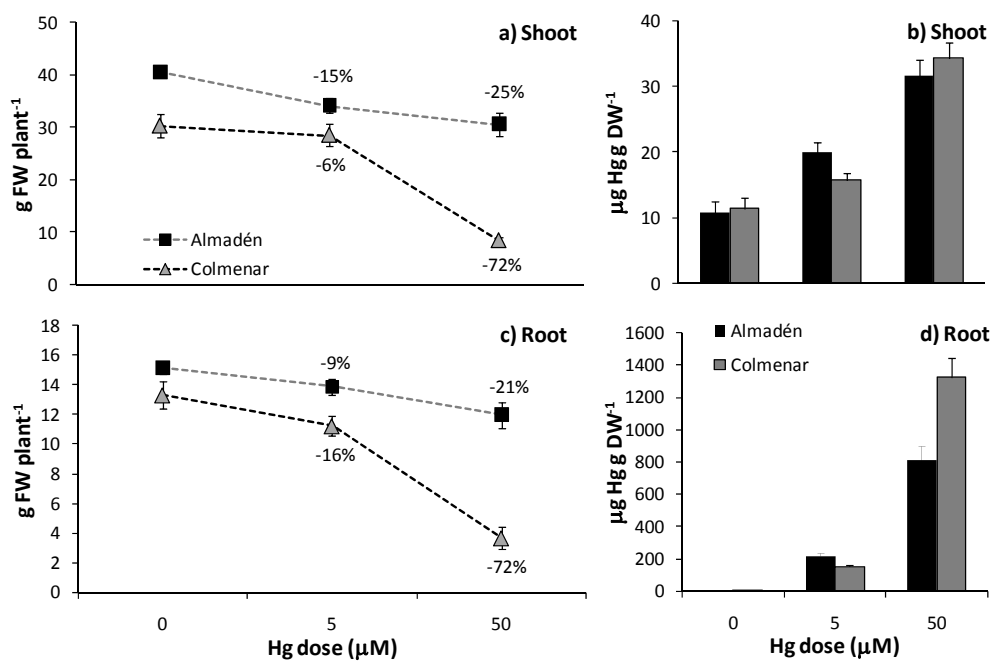 a) Shoot
g FW plant-1
50
40
30
20
10
0
-15%
-25%
-6%
-72%
Almadén
Colmenar
b) Shoot
µg Hg g DW-1
40
30
20
10
0
c) Root
g FW plant-1
18
16
14
12
10
8
6
4
2
0
-9%
-21%
-16%
-72%
0 5 50
Hg dose (µM)
d) Root
µg Hg g DW-1
1600
1400
1200
1000
800
600
400
200
0
Almadén
Colmenar
0 5 50
Hg dose (µM)